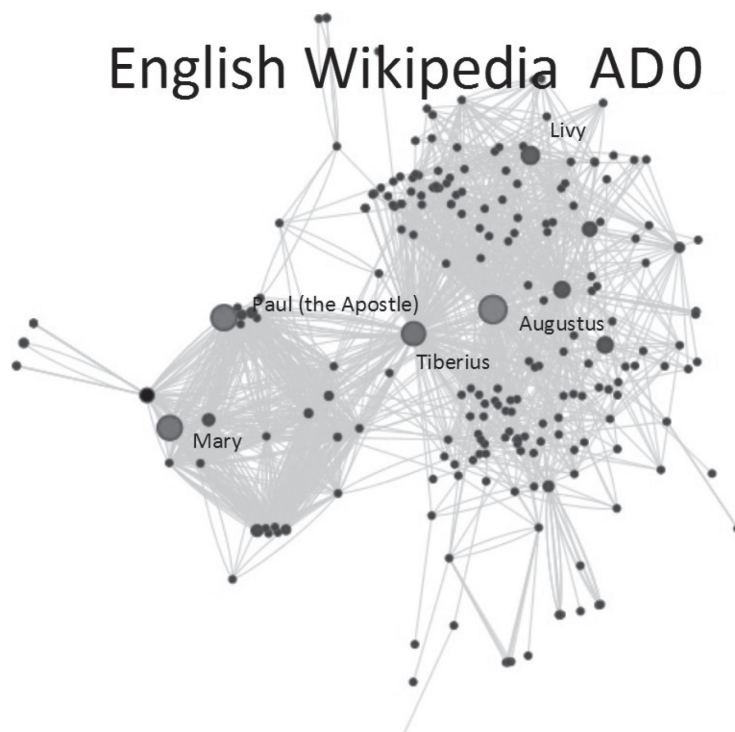 English Wikipedia AD0
Livy
Paul (the Apostle)
Augustus
Tiberius
Mary